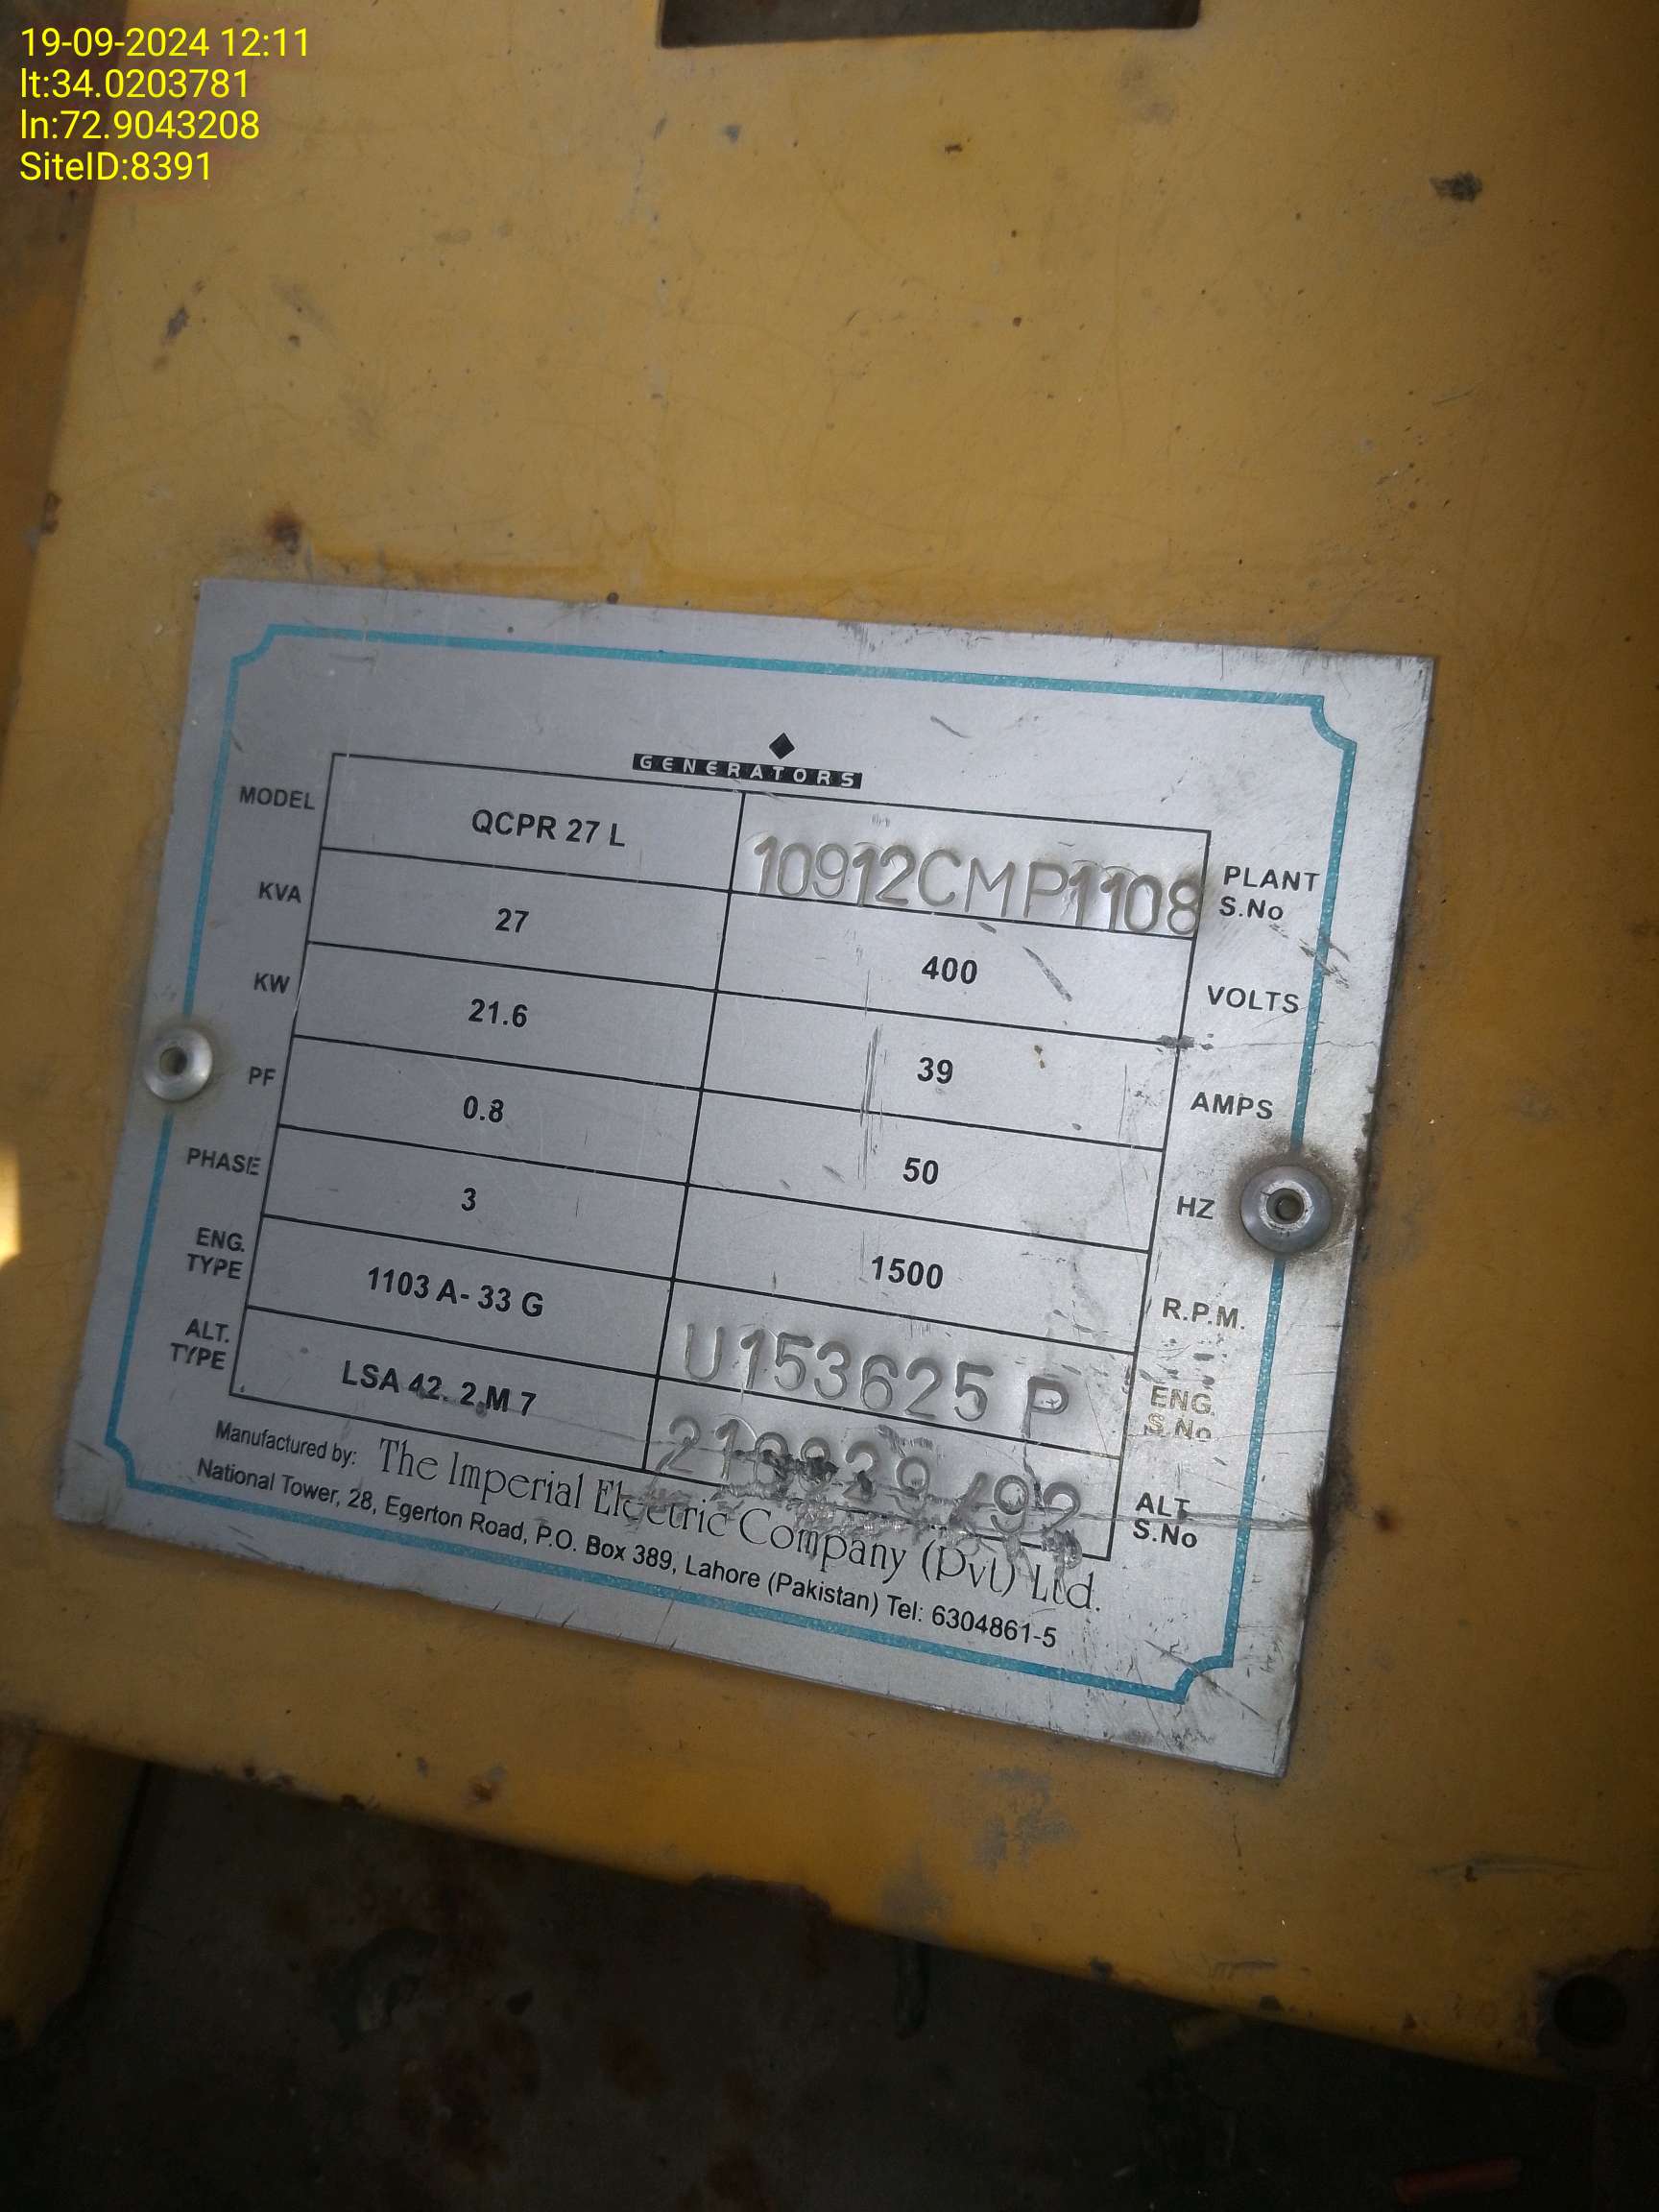 19-09-2024 12:11
lt:34.0203781
ln:72.9043208
SiteID:8391
GENERATORS
MODEL QCPR 27 L 10912CMP1108 PLANT S.No
KVA 27 400 VOLTS
KW 21.6 39 AMPS
PF 0.8 50 HZ
PHASE 3 1500 R.P.M.
ENG. TYPE 1103 A- 33 G U153625P ENG. S.No
ALT. TYPE LSA 42. 2 M 7 ALT. S.No
Manufactured by: The Imperial Electric Company (Pvt) Ltd.
National Tower, 28, Egerton Road, P.O. Box 389, Lahore (Pakistan) Tel: 6304861-5